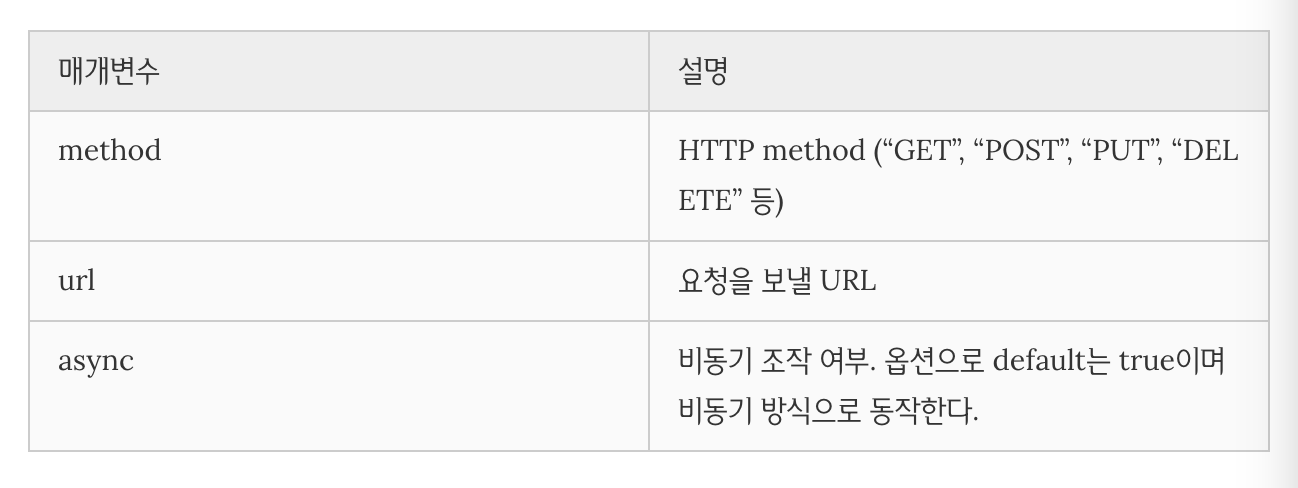 매개변수
설명
method
HTTP method (“GET”, “POST”, “PUT”, “DEL
ETE” 등)
url
요청을 보낼 URL
async
비동기 조작 여부. 옵션으로 default는 true이며
비동기 방식으로 동작한다.